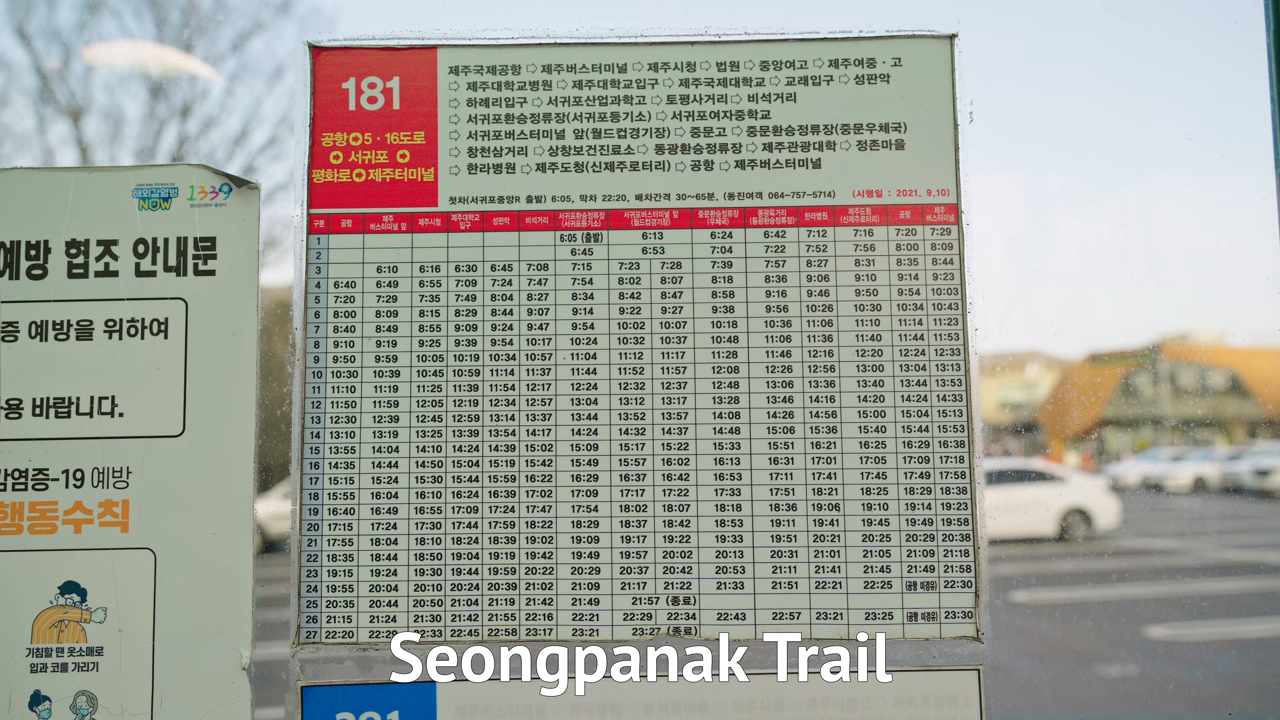 181
공항➲5 · 16도로
➲ 서귀포 ➲
평화로➲제주터미널
제주국제공항 ⇨ 제주버스터미널 ⇨ 제주시청 ⇨ 법원 ⇨ 중앙여고 ⇨ 제주여중 · 고
⇨ 제주대학교병원 ⇨ 제주대학교입구 ⇨ 제주국제대학교 ⇨ 교래입구 ⇨ 성판악
⇨ 하례리입구 ⇨ 서귀포산업과학고 ⇨ 토평사거리 ⇨ 비석거리
⇨ 서귀포환승정류장(서귀포등기소) ⇨ 서귀포여자중학교
⇨ 서귀포버스터미널 앞(월드컵경기장) ⇨ 중문고 ⇨ 중문환승정류장(중문우체국)
⇨ 창천삼거리 ⇨ 상창보건진료소 ⇨ 동광환승정류장 ⇨ 제주관광대학 ⇨ 정존마을
⇨ 한라병원 ⇨ 제주도청(신제주로터리) ⇨ 공항 ⇨ 제주버스터미널
첫차(서귀포중앙R 출발) 6:05, 막차 22:20, 배차간격 30~65분, (동진여객 064-757-5714) (시행일 : 2021, 9.10)
구분 공항 제주버스터미널 앞 제주시청 제주대학교입구 성판악 비석거리 서귀포환승정류장(서귀포등기소) 서귀포버스터미널 앞(월드컵경기장) 중문환승정류장(우체국) 동광육거리(동광환승정류장) 한라병원 제주도청(신제주로터리) 공항 제주버스터미널
1 6:05 (출발) 6:13 6:24 6:42 7:12 7:16 7:20 7:29
2 6:45 6:53 7:04 7:22 7:52 7:56 8:00 8:09
3 6:10 6:16 6:30 6:45 7:08 7:15 7:23 7:28 7:39 7:57 8:27 8:31 8:35 8:44
4 6:40 6:49 6:55 7:09 7:24 7:47 7:54 8:02 8:07 8:18 8:36 9:06 9:10 9:14 9:23
5 7:20 7:29 7:35 7:49 8:04 8:27 8:34 8:42 8:47 8:58 9:16 9:46 9:50 9:54 10:03
6 8:00 8:09 8:15 8:29 8:44 9:07 9:14 9:22 9:27 9:38 9:56 10:26 10:30 10:34 10:43
7 8:40 8:49 8:55 9:09 9:24 9:47 9:54 10:02 10:07 10:18 10:36 11:06 11:10 11:14 11:23
8 9:10 9:19 9:25 9:39 9:54 10:17 10:24 10:32 10:37 10:48 11:06 11:36 11:40 11:44 11:53
9 9:50 9:59 10:05 10:19 10:34 10:57 11:04 11:12 11:17 11:28 11:46 12:16 12:20 12:24 12:33
10 10:30 10:39 10:45 10:59 11:14 11:37 11:44 11:52 11:57 12:08 12:26 12:56 13:00 13:04 13:13
11 11:10 11:19 11:25 11:39 11:54 12:17 12:24 12:32 12:37 12:48 13:06 13:36 13:40 13:44 13:53
12 11:50 11:59 12:05 12:19 12:34 12:57 13:04 13:12 13:17 13:28 13:46 14:16 14:20 14:24 14:33
13 12:30 12:39 12:45 12:59 13:14 13:37 13:44 13:52 13:57 14:08 14:26 14:56 15:00 15:04 15:13
14 13:10 13:19 13:25 13:39 13:54 14:17 14:24 14:32 14:37 14:48 15:06 15:36 15:40 15:44 15:53
15 13:55 14:04 14:10 14:24 14:39 15:02 15:09 15:17 15:22 15:33 15:51 16:21 16:25 16:29 16:38
16 14:35 14:44 14:50 15:04 15:19 15:42 15:49 15:57 16:02 16:13 16:31 17:01 17:05 17:09 17:18
17 15:15 15:24 15:30 15:44 15:59 16:22 16:29 16:37 16:42 16:53 17:11 17:41 17:45 17:49 17:58
18 15:55 16:04 16:10 16:24 16:39 17:02 17:09 17:17 17:22 17:33 17:51 18:21 18:25 18:29 18:38
19 16:40 16:49 16:55 17:09 17:24 17:47 17:54 18:02 18:07 18:18 18:36 19:06 19:10 19:14 19:23
20 17:15 17:24 17:30 17:44 17:59 18:22 18:29 18:37 18:42 18:53 19:11 19:41 19:45 19:49 19:58
21 17:55 18:04 18:10 18:24 18:39 19:02 19:09 19:17 19:22 19:33 19:51 20:21 20:25 20:29 20:38
22 18:35 18:44 18:50 19:04 19:19 19:42 19:49 19:57 20:02 20:13 20:31 21:01 21:05 21:09 21:18
23 19:15 19:24 19:30 19:44 19:59 20:22 20:29 20:37 20:42 20:53 21:11 21:41 21:45 21:49 21:58
24 19:55 20:04 20:10 20:24 20:39 21:02 21:09 21:17 21:22 21:33 21:51 22:21 22:25 (공항 미경유) 22:30
25 20:35 20:44 20:50 21:04 21:19 21:42 21:49 21:57 (종료)
26 21:15 21:24 21:30 21:42 21:55 22:16 22:21 22:29 22:34 22:43 22:57 23:21 23:25 (공항 미경유) 23:30
27 22:20 22:33 22:45 22:58 23:17 23:21 23:27 (종료)
해외감염병
NOW
1339
예방 협조 안내문
증 예방을 위하여
용 바랍니다.
감염증-19 예방
행동수칙
기침할 땐 옷소매로
입과 코를 가리기
Seongpanak Trail